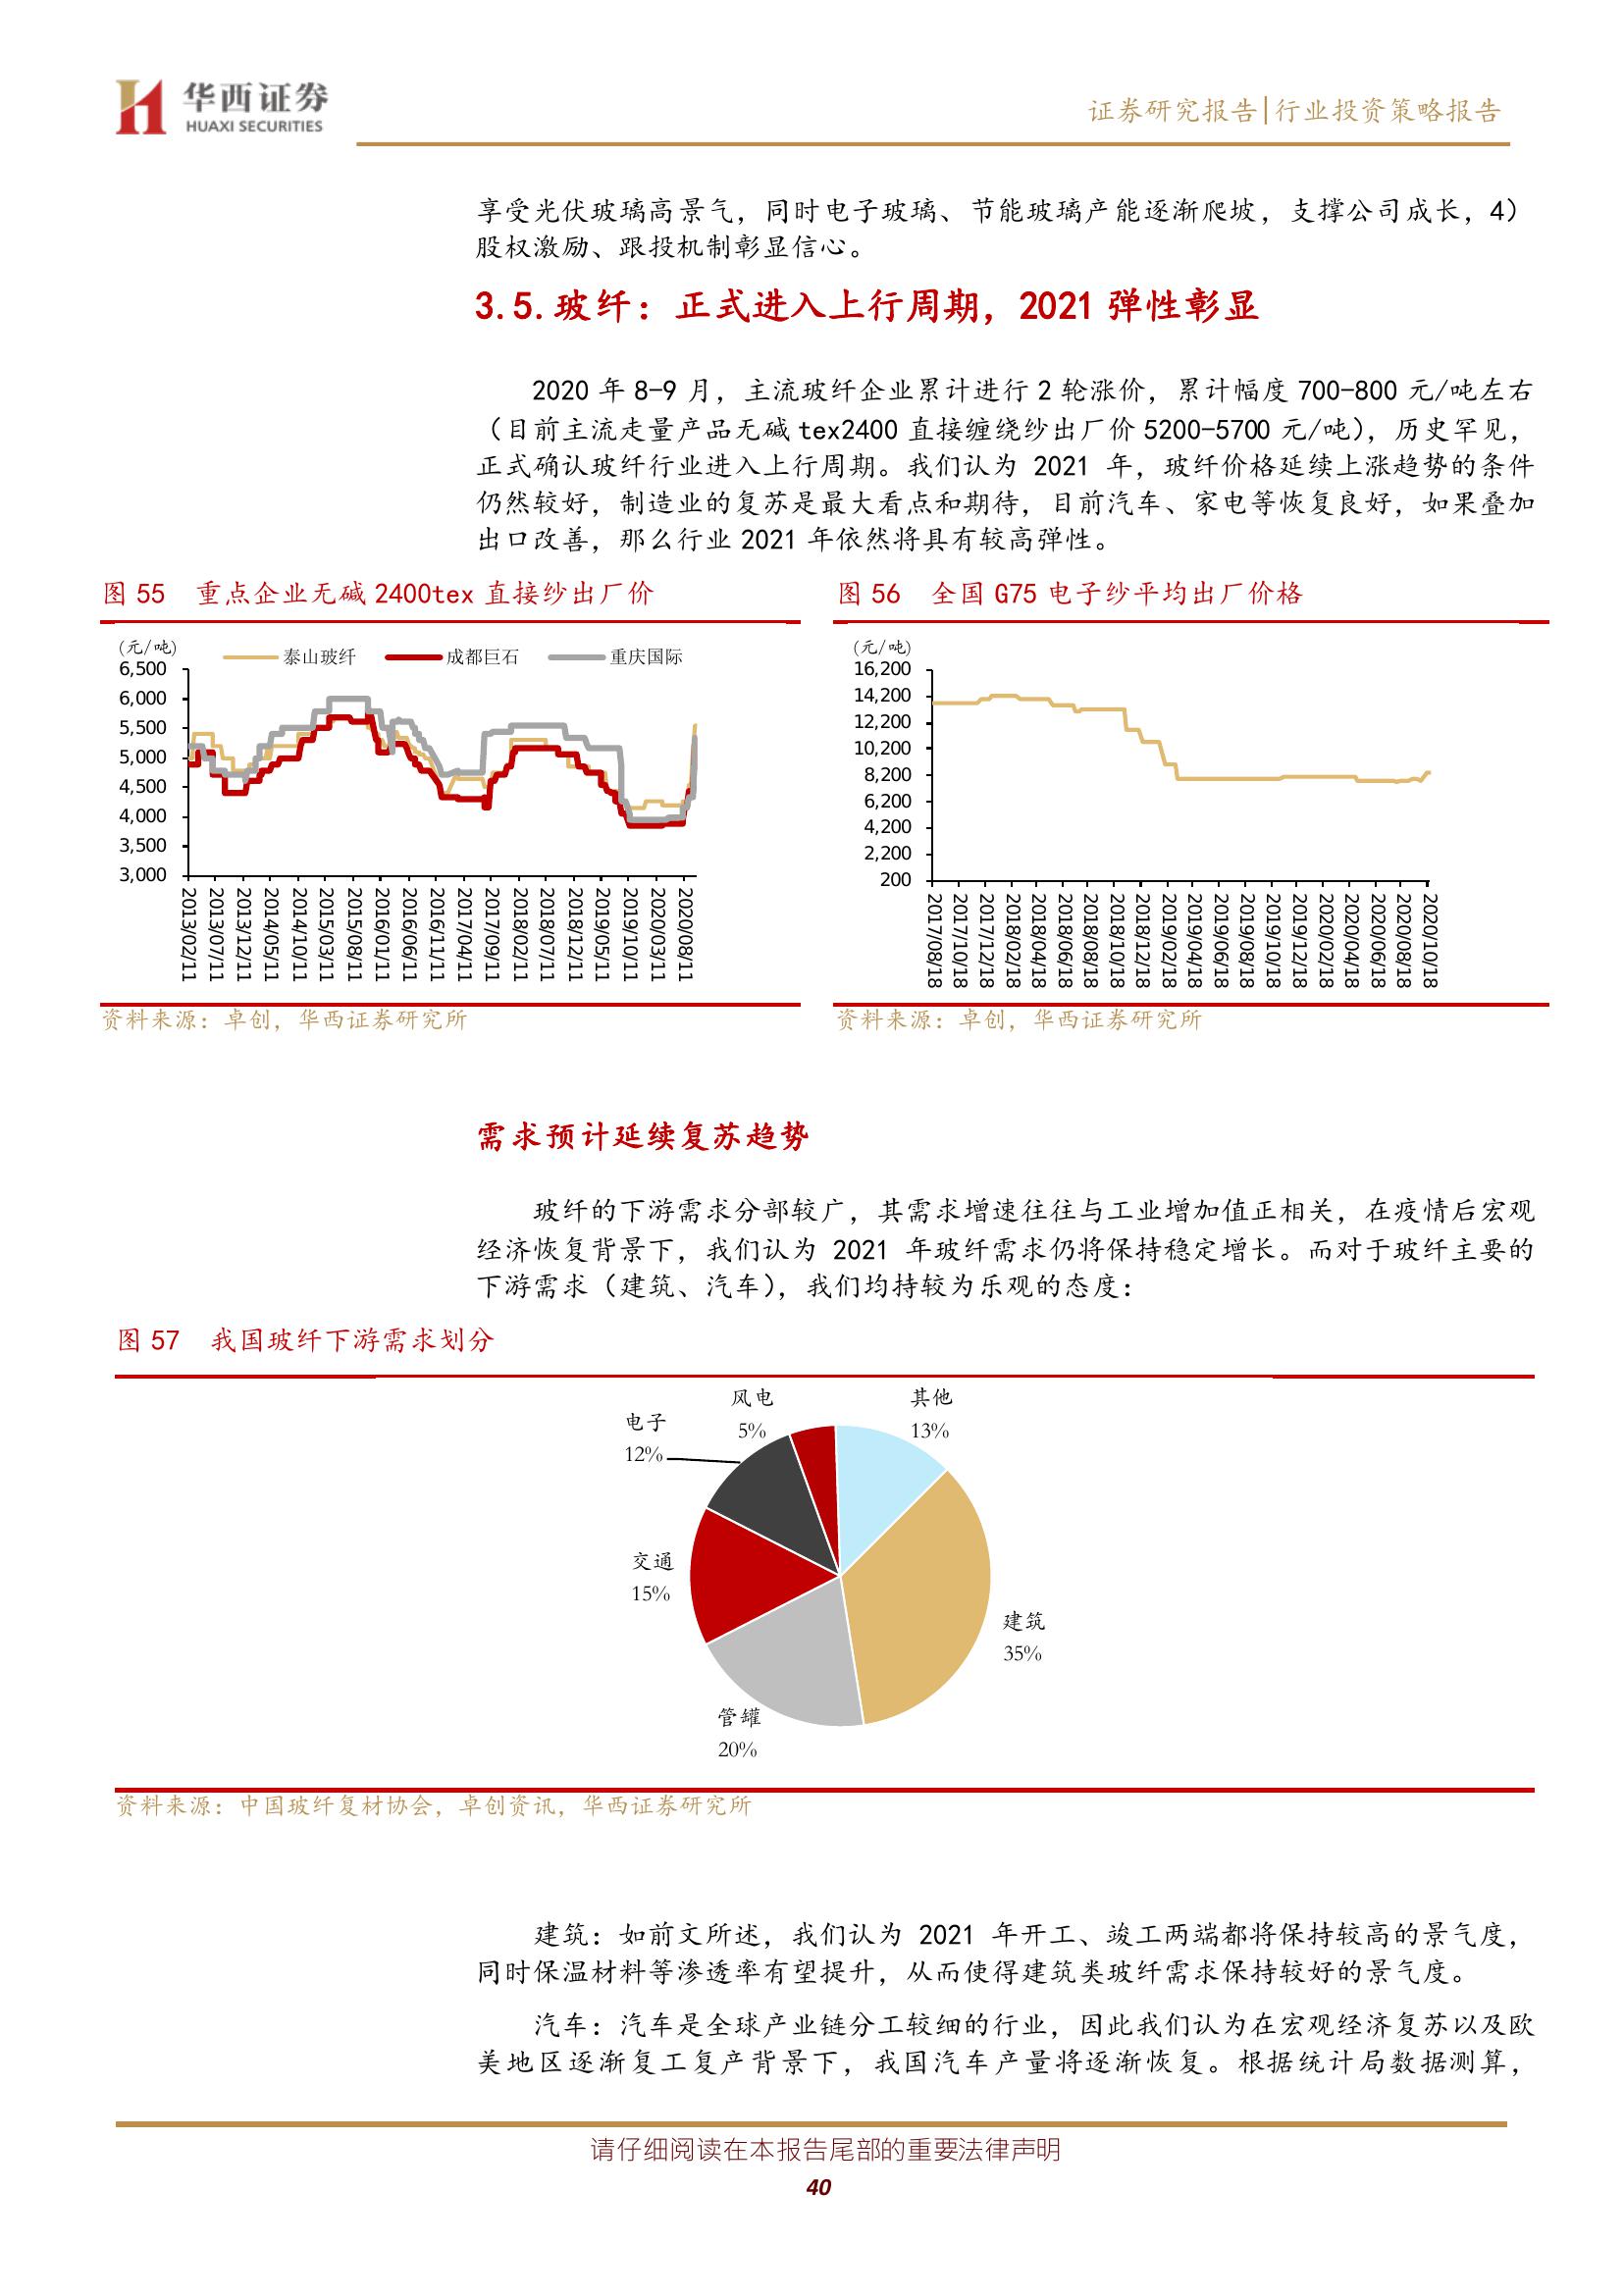 华西证券
HUAXI SECURITIES
证券研究报告|行业投资策略报告
享受光伏玻璃高景气，同时电子玻璃、节能玻璃产能逐渐爬坡，支撑公司成长，4）
股权激励、跟投机制彰显信心。
3.5.玻纤：正式进入上行周期，2021 弹性彰显
2020 年 8-9 月，主流玻纤企业累计进行 2 轮涨价，累计幅度 700-800 元/吨左右
（目前主流走量产品无碱 tex2400 直接缠绕纱出厂价 5200-5700 元/吨），历史罕见，
正式确认玻纤行业进入上行周期。我们认为 2021 年，玻纤价格延续上涨趋势的条件
仍然较好，制造业的复苏是最大看点和期待，目前汽车、家电等恢复良好，如果叠加
出口改善，那么行业 2021 年依然将具有较高弹性。
图 55 重点企业无碱 2400tex 直接纱出厂价
(元/吨)
泰山玻纤 成都巨石 重庆国际
6,500
6,000
5,500
5,000
4,500
4,000
3,500
3,000
2013/02/11
2013/07/11
2013/12/11
2014/05/11
2014/10/11
2015/03/11
2015/08/11
2016/01/11
2016/06/11
2016/11/11
2017/04/11
2017/09/11
2018/02/11
2018/07/11
2018/12/11
2019/05/11
2019/10/11
2020/03/11
2020/08/11
资料来源：卓创，华西证券研究所
图 56 全国 G75 电子纱平均出厂价格
(元/吨)
16,200
14,200
12,200
10,200
8,200
6,200
4,200
2,200
200
2017/08/18
2017/10/18
2017/12/18
2018/02/18
2018/04/18
2018/06/18
2018/08/18
2018/10/18
2018/12/18
2019/02/18
2019/04/18
2019/06/18
2019/08/18
2019/10/18
2019/12/18
2020/02/18
2020/04/18
2020/06/18
2020/08/18
2020/10/18
资料来源：卓创，华西证券研究所
需求预计延续复苏趋势
玻纤的下游需求分部较广，其需求增速往往与工业增加值正相关，在疫情后宏观
经济恢复背景下，我们认为 2021 年玻纤需求仍将保持稳定增长。而对于玻纤主要的
下游需求（建筑、汽车），我们均持较为乐观的态度：
图 57 我国玻纤下游需求划分
风电
5%
其他
13%
电子
12%
交通
15%
建筑
35%
管罐
20%
资料来源：中国玻纤复材协会，卓创资讯，华西证券研究所
建筑：如前文所述，我们认为 2021 年开工、竣工两端都将保持较高的景气度，
同时保温材料等渗透率有望提升，从而使得建筑类玻纤需求保持较好的景气度。
汽车：汽车是全球产业链分工较细的行业，因此我们认为在宏观经济复苏以及欧
美地区逐渐复工复产背景下，我国汽车产量将逐渐恢复。根据统计局数据测算，
请仔细阅读在本报告尾部的重要法律声明
40